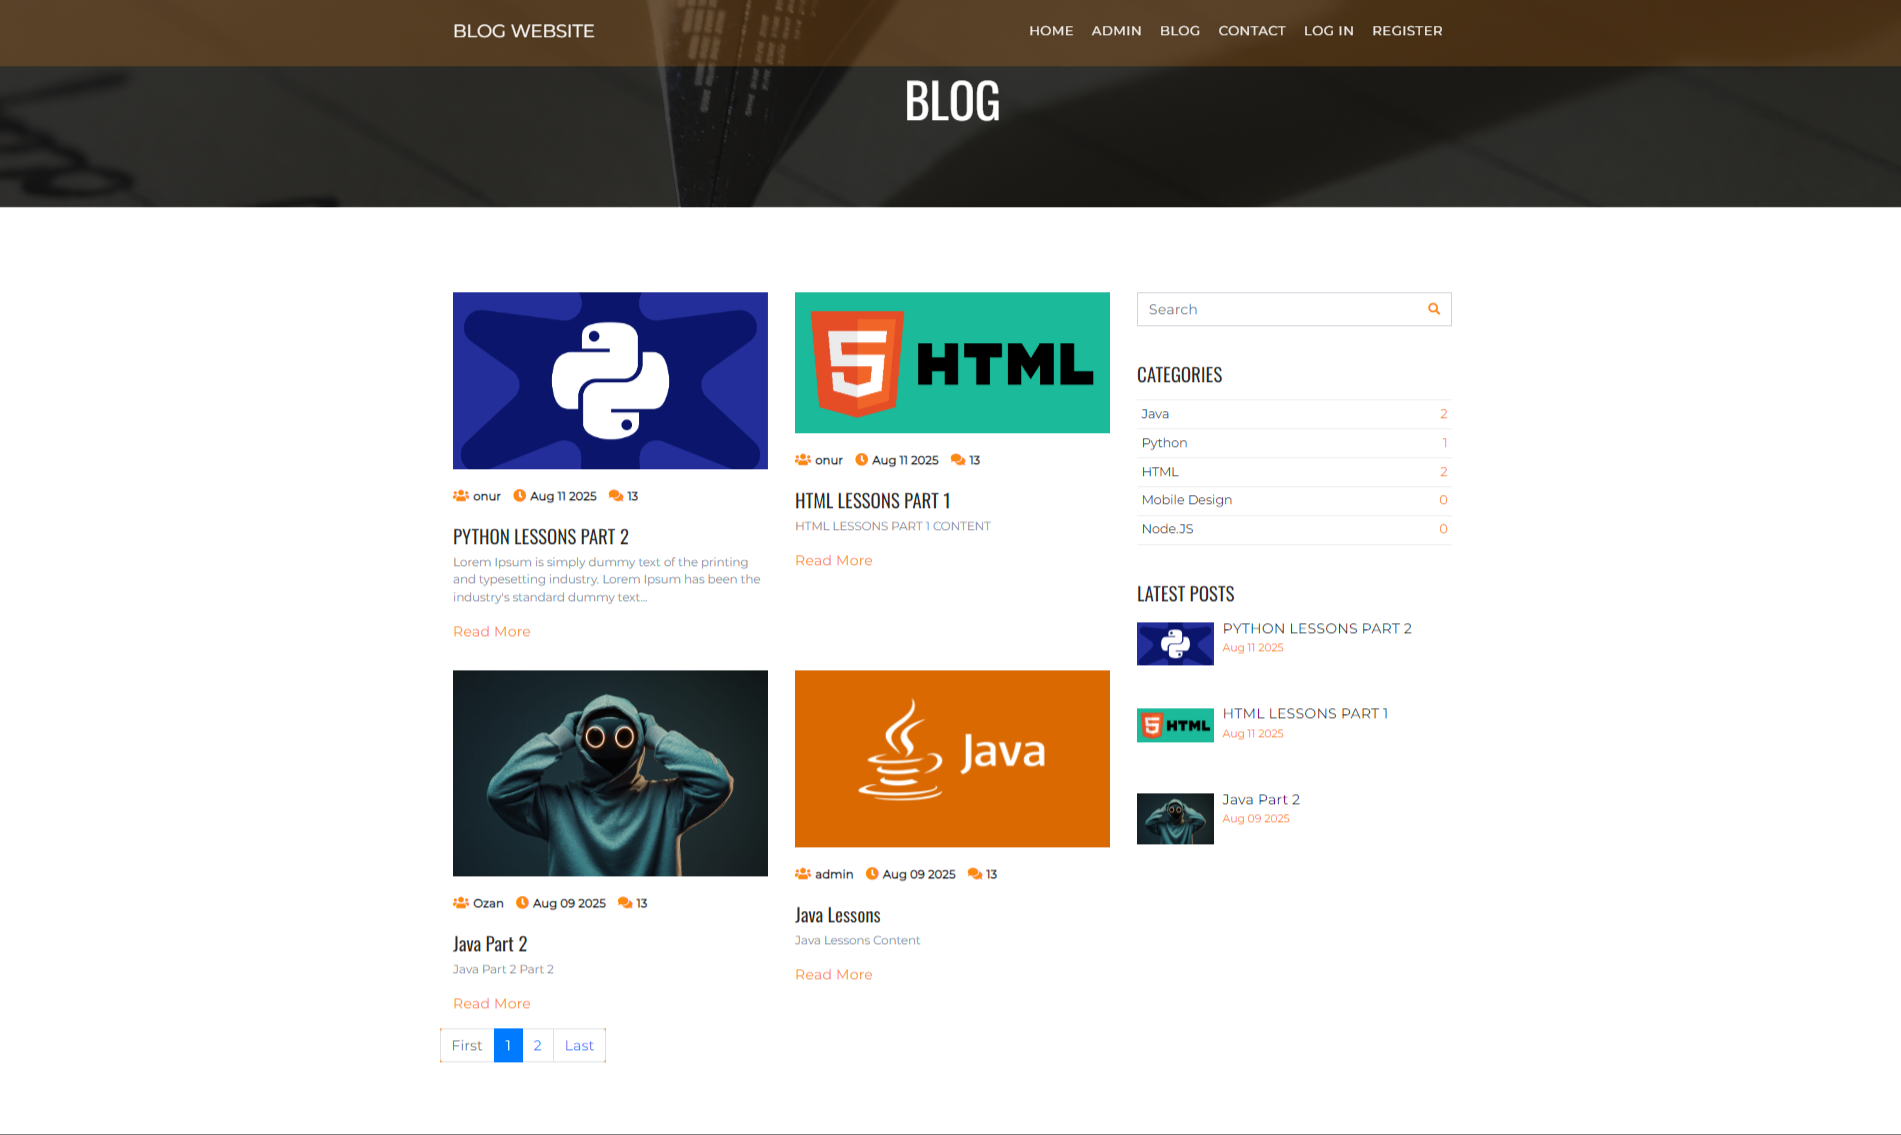 BLOG WEBSITE
HOME ADMIN BLOG CONTACT LOG IN REGISTER
BLOG
onur Aug 11 2025 13
PYTHON LESSONS PART 2
Lorem Ipsum is simply dummy text of the printing
and typesetting industry. Lorem Ipsum has been the
industry's standard dummy text...
Read More
HTML
onur Aug 11 2025 13
HTML LESSONS PART 1
HTML LESSONS PART 1 CONTENT
Read More
Ozan Aug 09 2025 13
Java Part 2
Java Part 2 Part 2
Read More
Java
admin Aug 09 2025 13
Java Lessons
Java Lessons Content
Read More
First 1 2 Last
Search
CATEGORIES
Java 2
Python 1
HTML 2
Mobile Design 0
Node.JS 0
LATEST POSTS
PYTHON LESSONS PART 2
Aug 11 2025
HTML
HTML LESSONS PART 1
Aug 11 2025
Java Part 2
Aug 09 2025